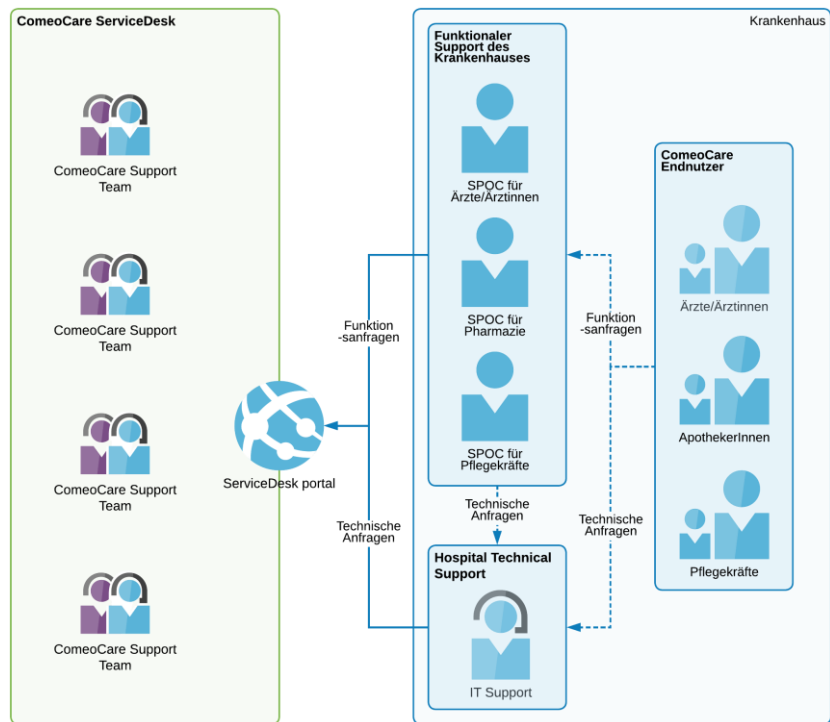 ComeoCare ServiceDesk
ComeoCare Support
Team
ComeoCare Support
Team
ComeoCare Support
Team
ComeoCare Support
Team
ServiceDesk portal
Funktion
-sanfragen
Technische
Anfragen
Krankenhaus
Funktionaler
Support des
Krankenhauses
SPOC für
Ärzte/Ärztinnen
SPOC für
Pharmazie
SPOC für
Pflegekräfte
Technische
Anfragen
Hospital Technical
Support
IT Support
Funktion
-sanfragen
Technische
Anfragen
ComeoCare
Endnutzer
Ärzte/Ärztinnen
ApothekerInnen
Pflegekräfte